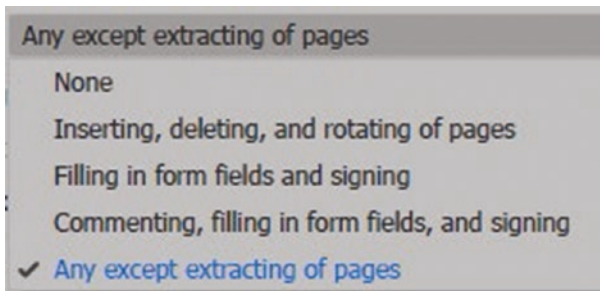 Any except extracting of pages
None
Inserting, deleting, and rotating of pages
Filling in form fields and signing
Commenting, filling in form fields, and signing
Any except extracting of pages